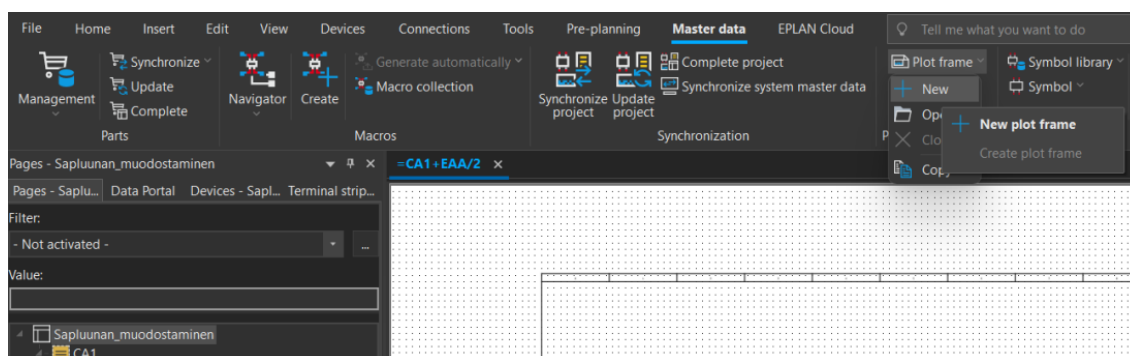 File Home Insert Edit View Devices Connections Tools Pre-planning Master data EPLAN Cloud Tell me what you want to do
Management
Synchronize
Update
Complete
Parts
Navigator
Create
Generate automatically
Macro collection
Macros
Synchronize project
Update project
Complete project
Synchronize system master data
Synchronization
Plot frame
New
Clo
Copy
New plot frame
Create plot frame
Symbol library
Symbol
Pages - Sapluunan_muodostaminen
=CA1+EAA/2
Pages - Saplu... Data Portal Devices - Sapl... Terminal strip...
Filter:
- Not activated - ...
Value:
Sapluunan_muodostaminen
CA1